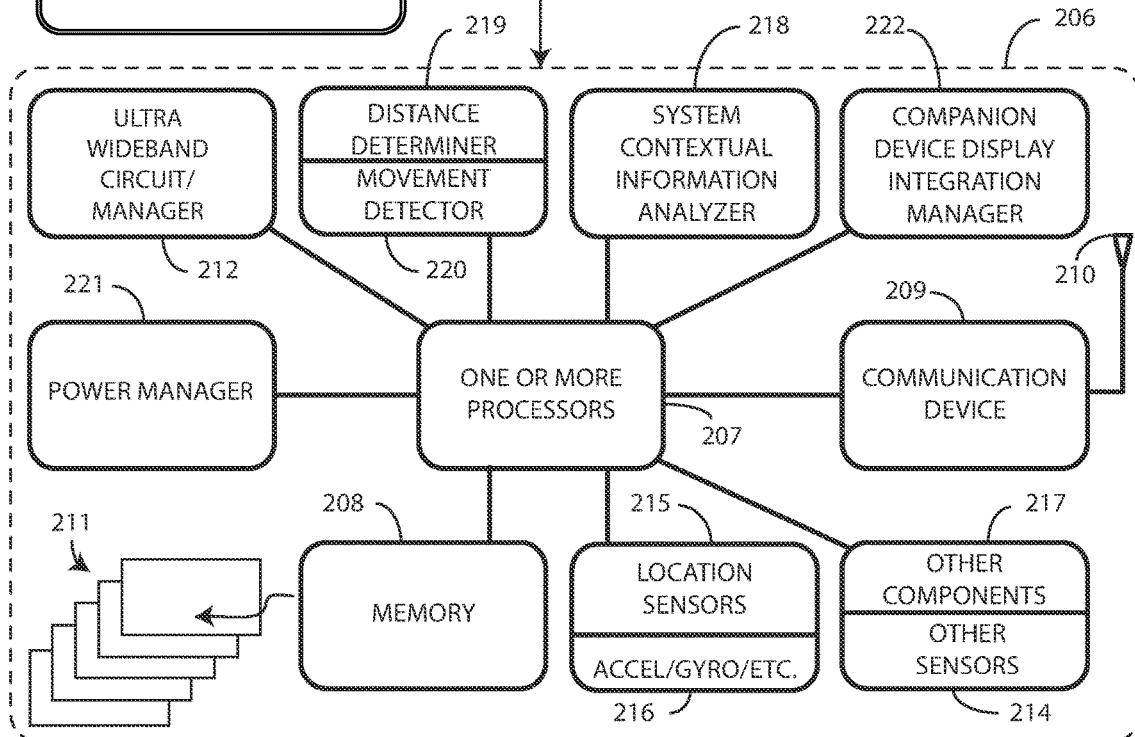 219
218
222
206
ULTRA
WIDEBAND
CIRCUIT/
MANAGER
DISTANCE
DETERMINER
MOVEMENT
DETECTOR
SYSTEM
CONTEXTUAL
INFORMATION
ANALYZER
COMPANION
DEVICE DISPLAY
INTEGRATION
MANAGER
212
220
210
221
209
POWER MANAGER
ONE OR MORE
PROCESSORS
COMMUNICATION
DEVICE
207
211
208
215
217
MEMORY
LOCATION
SENSORS
ACCEL/GYRO/ETC.
OTHER
COMPONENTS
OTHER
SENSORS
216
214